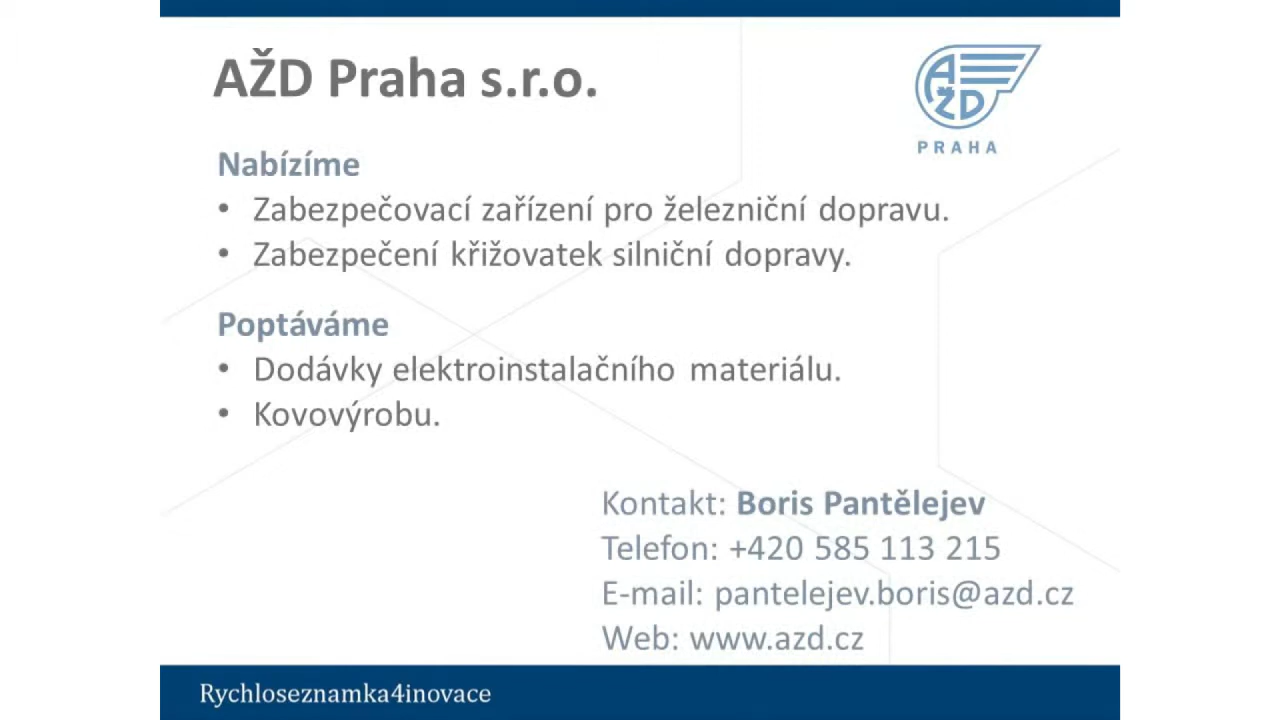 AŽD Praha s.r.o.
AŽD
PRAHA
Nabízíme
• Zabezpečovací zařízení pro železniční dopravu.
• Zabezpečení křižovatek silniční dopravy.
Poptáváme
• Dodávky elektroinstalačního materiálu.
• Kovovýrobu.
Kontakt: Boris Pantělejev
Telefon: +420 585 113 215
E-mail: pantelejev.boris@azd.cz
Web: www.azd.cz
Rychloseznamka4inovace